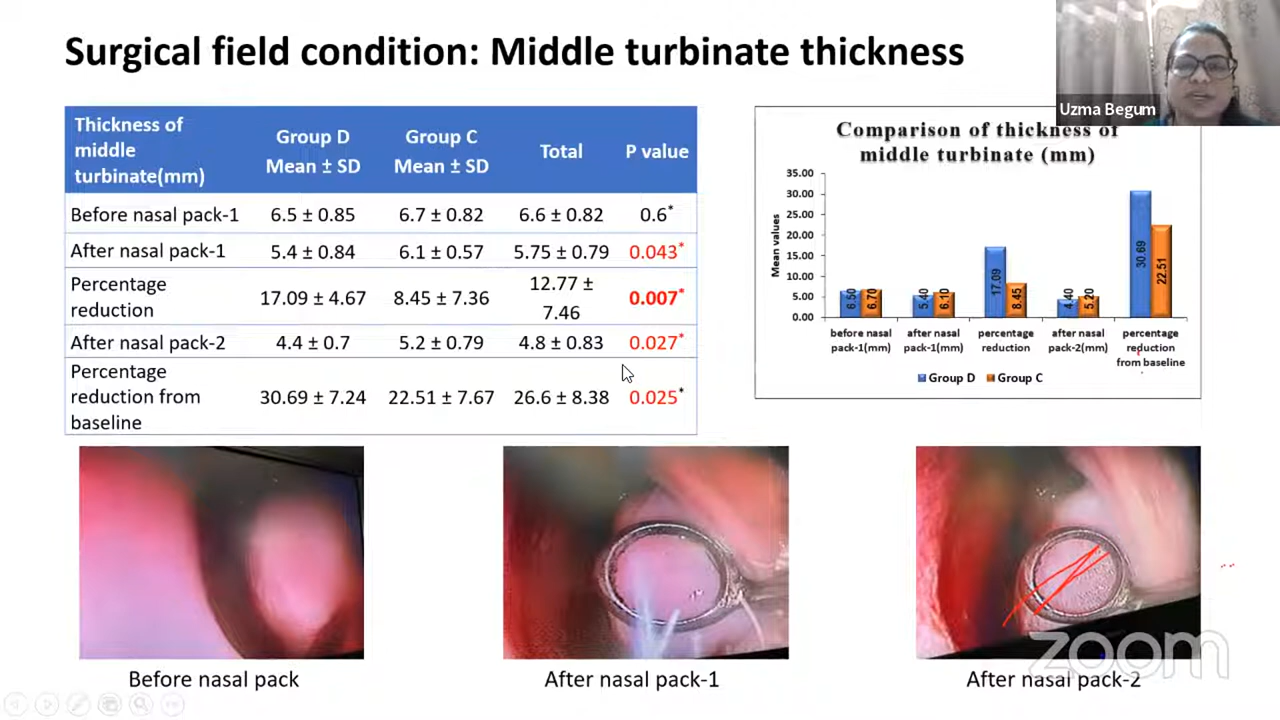 Surgical field condition: Middle turbinate thickness
Uzma Begum
Thickness of middle turbinate(mm) Group D Mean ± SD Group C Mean ± SD Total P value
Before nasal pack-1 6.5 ± 0.85 6.7 ± 0.82 6.6 ± 0.82 0.6*
After nasal pack-1 5.4 ± 0.84 6.1 ± 0.57 5.75 ± 0.79 0.043*
Percentage reduction 17.09 ± 4.67 8.45 ± 7.36 12.77 ± 7.46 0.007*
After nasal pack-2 4.4 ± 0.7 5.2 ± 0.79 4.8 ± 0.83 0.027*
Percentage reduction from baseline 30.69 ± 7.24 22.51 ± 7.67 26.6 ± 8.38 0.025*
Comparison of thickness of
middle turbinate (mm)
Mean values
35.00
30.00
25.00
20.00
15.00
10.00
5.00
0.00
6.50 6.70 5.40 6.10 17.09 8.45 4.40 5.20 30.69 22.51
before nasal pack-1(mm)
after nasal pack-1(mm)
percentage reduction
after nasal pack-2(mm)
percentage reduction from baseline
Group D Group C
Before nasal pack
After nasal pack-1
After nasal pack-2
zoom